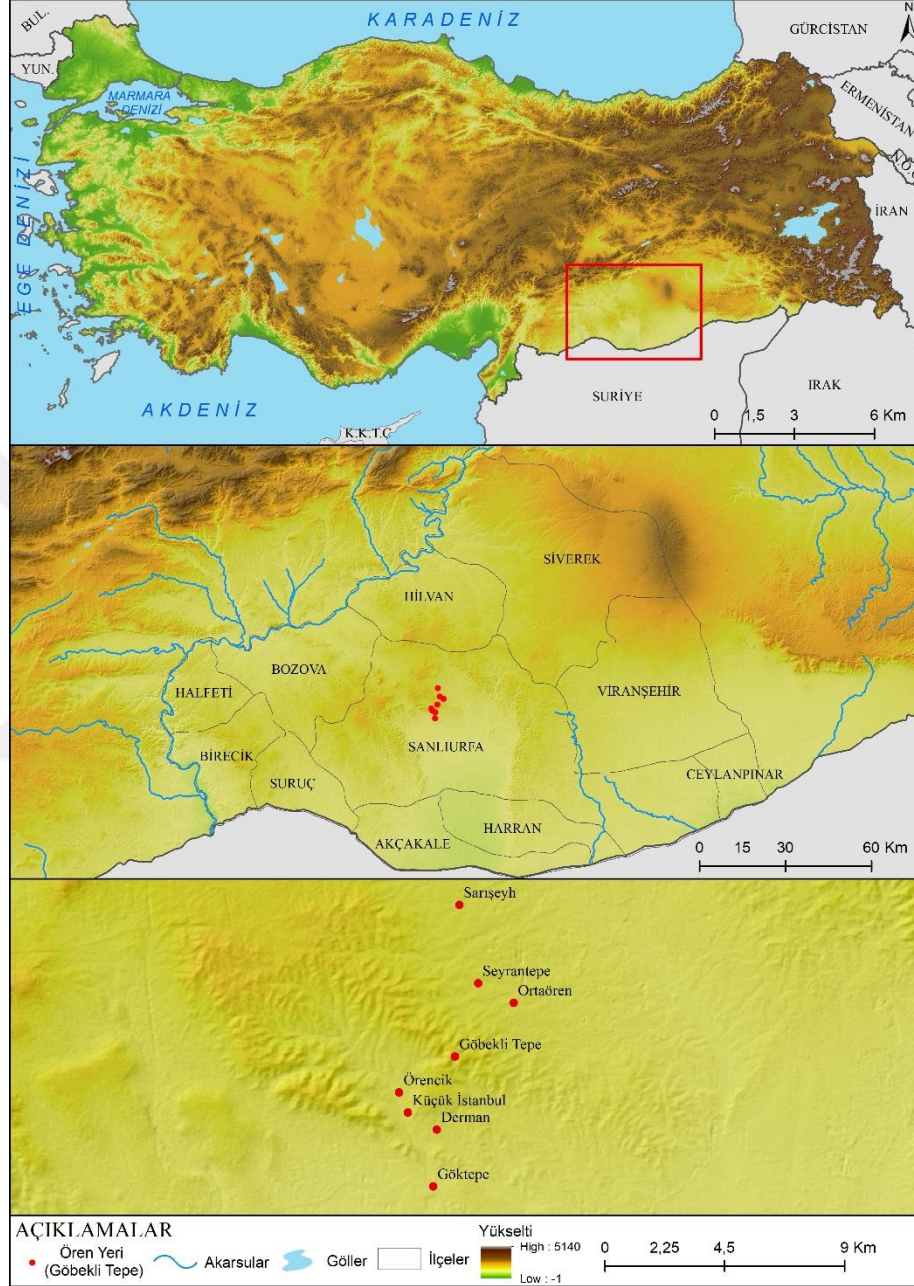 KARADENİZ
N
BUL.
GÜRCİSTAN
YUN.
MARMARA
DENİZİ
ERMENİSTAN
N.Ö.C
EGE DENİZİ
İRAN
SURİYE
IRAK
AKDENİZ
K.K.T.C
0 1,5 3 6 Km
SİVEREK
HİLVAN
BOZOVA
HALFETİ
VİRANŞEHİR
SANLIURFA
BİRECİK
SURUÇ
CEYLANPINAR
HARRAN
AKÇAKALE
0 15 30 60 Km
Sarışeyh
Seyrantepe
Ortaören
Göbekli Tepe
Örencik
Küçük İstanbul
Derman
Göktepe
AÇIKLAMALAR
Ören Yeri
(Göbekli Tepe)
Akarsular
Göller
İlçeler
Yükselti
High : 5140
Low : -1
0 2,25 4,5 9 Km